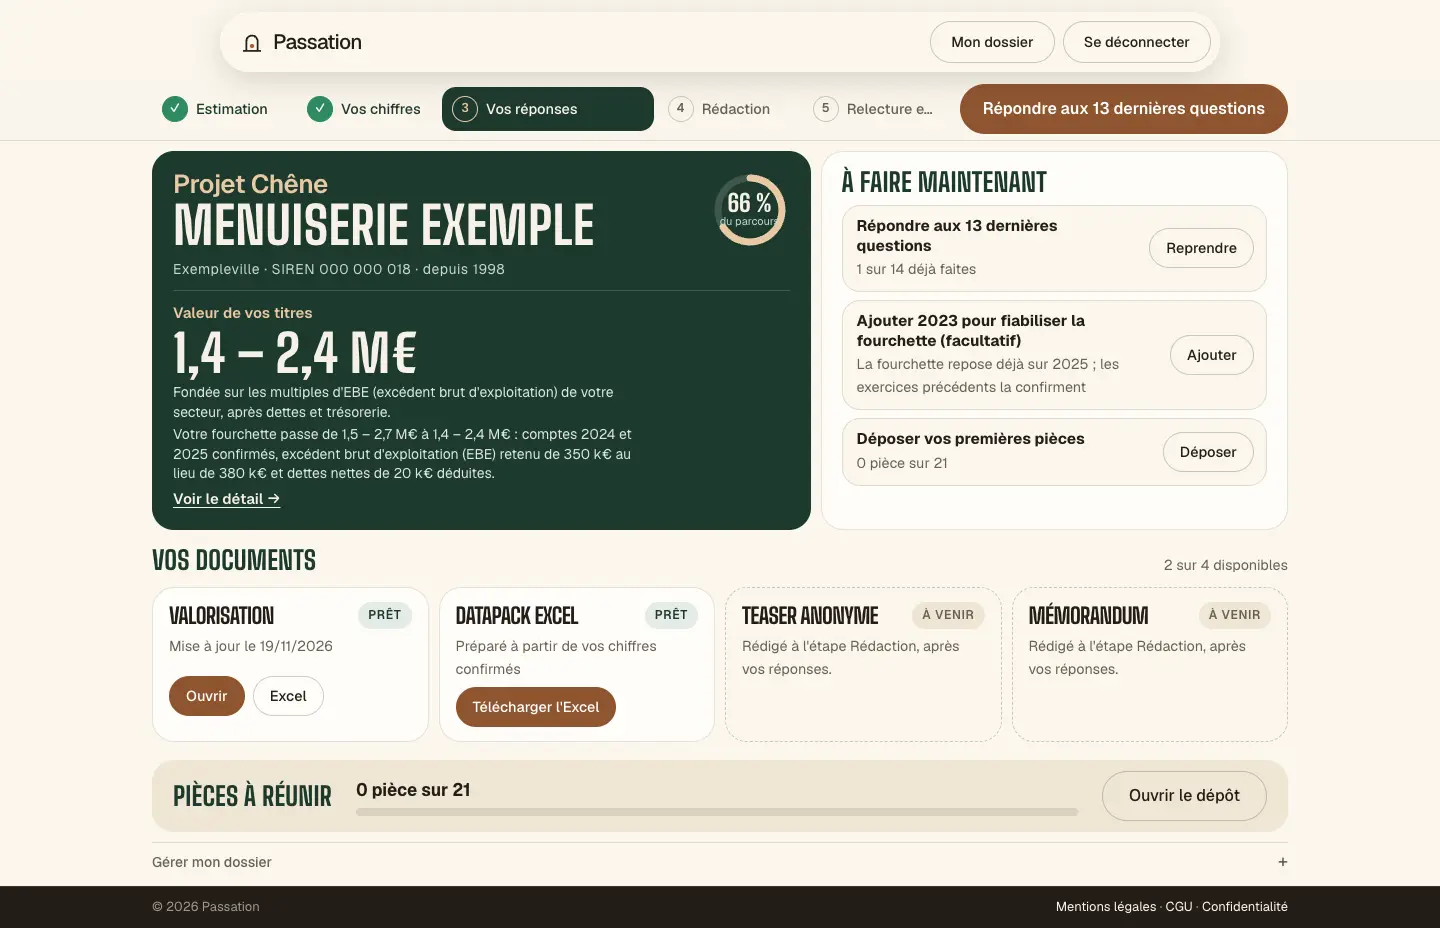 Passation
Mon dossier
Se déconnecter
✓ Estimation
✓ Vos chiffres
3 Vos réponses
4 Rédaction
5 Relecture e...
Répondre aux 13 dernières questions
Projet Chêne
MENUISERIE EXEMPLE
66 %
du parcours
Exempleville · SIREN 000 000 018 · depuis 1998
Valeur de vos titres
1,4 – 2,4 M€
Fondée sur les multiples d'EBE (excédent brut d'exploitation) de votre
secteur, après dettes et trésorerie.
Votre fourchette passe de 1,5 – 2,7 M€ à 1,4 – 2,4 M€ : comptes 2024 et
2025 confirmés, excédent brut d'exploitation (EBE) retenu de 350 k€ au
lieu de 380 k€ et dettes nettes de 20 k€ déduites.
Voir le détail →
À FAIRE MAINTENANT
Répondre aux 13 dernières
questions
1 sur 14 déjà faites
Reprendre
Ajouter 2023 pour fiabiliser la
fourchette (facultatif)
La fourchette repose déjà sur 2025 ; les
exercices précédents la confirment
Ajouter
Déposer vos premières pièces
0 pièce sur 21
Déposer
VOS DOCUMENTS
2 sur 4 disponibles
VALORISATION
PRÊT
Mise à jour le 19/11/2026
Ouvrir
Excel
DATAPACK EXCEL
PRÊT
Préparé à partir de vos chiffres
confirmés
Télécharger l'Excel
TEASER ANONYME
À VENIR
Rédigé à l'étape Rédaction, après
vos réponses.
MÉMORANDUM
À VENIR
Rédigé à l'étape Rédaction, après
vos réponses.
PIÈCES À RÉUNIR
0 pièce sur 21
Ouvrir le dépôt
Gérer mon dossier
+
© 2026 Passation
Mentions légales · CGU · Confidentialité